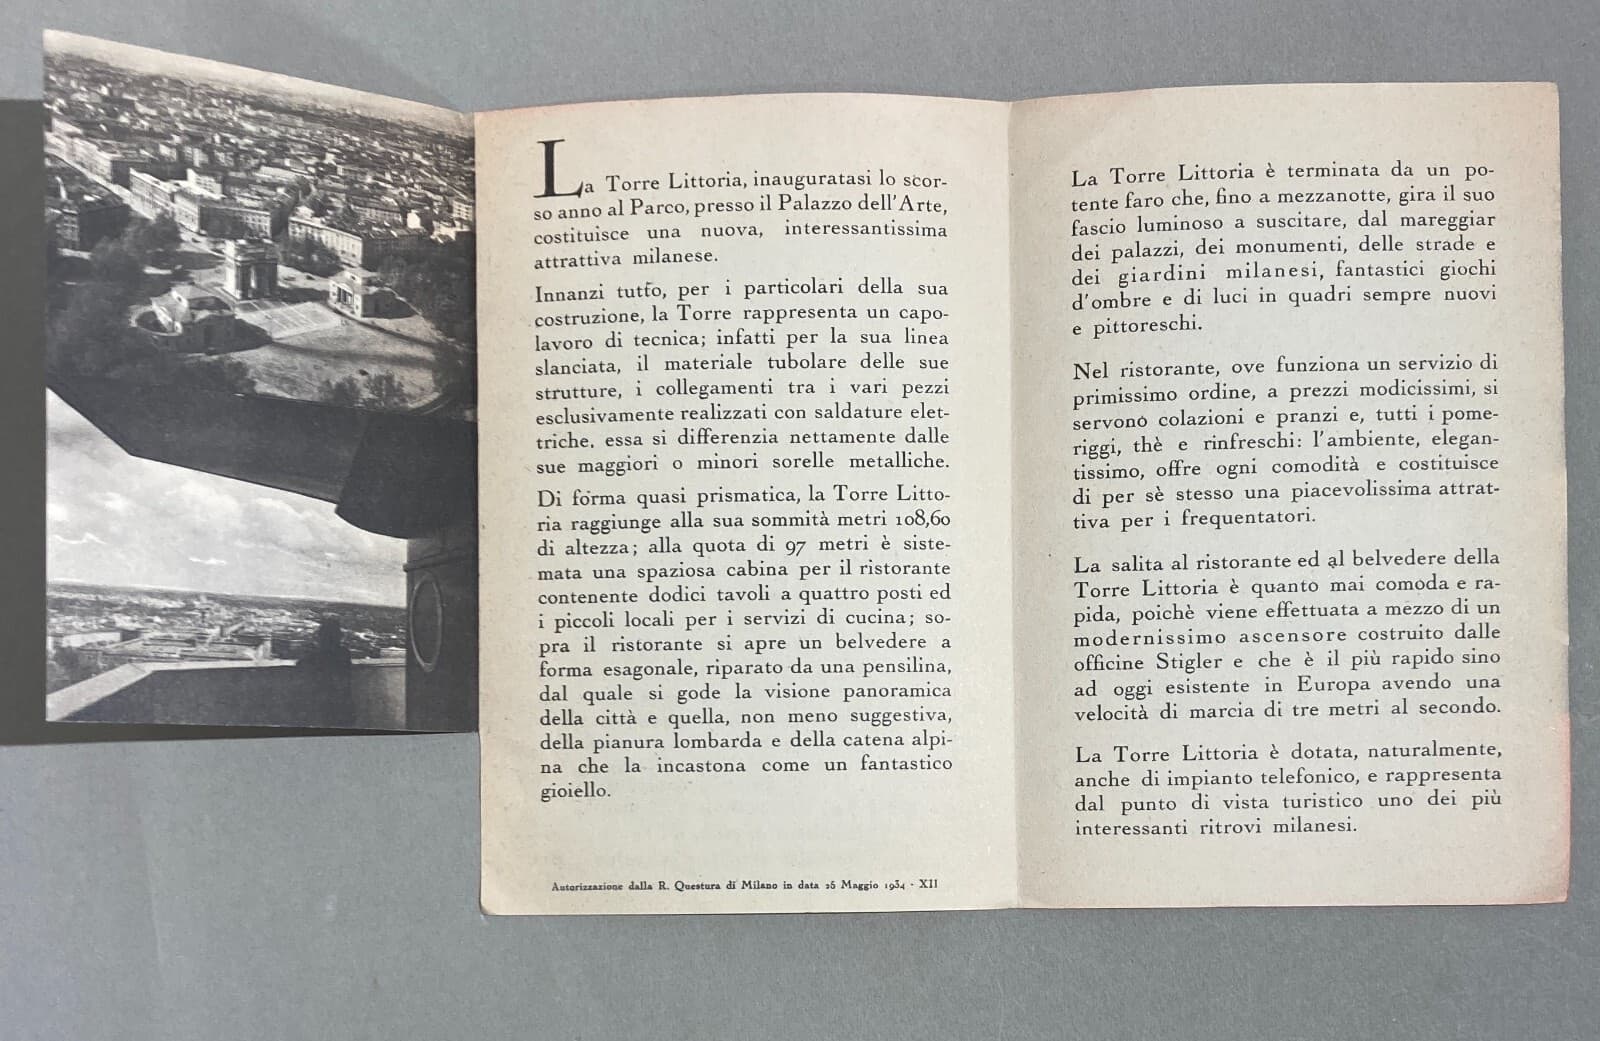 La Torre Littoria, inauguratasi lo scor-
so anno al Parco, presso il Palazzo dell'Arte,
costituisce una nuova, interessantissima
attrattiva milanese.
Innanzi tutto, per i particolari della sua
costruzione, la Torre rappresenta un capo-
lavoro di tecnica; infatti per la sua linea
slanciata, il materiale tubolare delle sue
strutture, i collegamenti tra i vari pezzi
esclusivamente realizzati con saldature elet-
triche, essa si differenzia nettamente dalle
sue maggiori o minori sorelle metalliche.
Di forma quasi prismatica, la Torre Litto-
ria raggiunge alla sua sommità metri 108,60
di altezza; alla quota di 97 metri è siste-
mata una spaziosa cabina per il ristorante
contenente dodici tavoli a quattro posti ed
i piccoli locali per i servizi di cucina; so-
pra il ristorante si apre un belvedere a
forma esagonale, riparato da una pensilina,
dal quale si gode la visione panoramica
della città e quella, non meno suggestiva,
della pianura lombarda e della catena alpi-
na che la incastona come un fantastico
gioiello.
Autorizzazione dalla R. Questura di Milano in data 26 Maggio 1934 - XII
La Torre Littoria è terminata da un po-
tente faro che, fino a mezzanotte, gira il suo
fascio luminoso a suscitare, dal mareggiar
dei palazzi, dei monumenti, delle strade e
dei giardini milanesi, fantastici giochi
d'ombre e di luci in quadri sempre nuovi
e pittoreschi.
Nel ristorante, ove funziona un servizio di
primissimo ordine, a prezzi modicissimi, si
servono colazioni e pranzi e, tutti i pome-
riggi, thè e rinfreschi: l'ambiente, elegan-
tissimo, offre ogni comodità e costituisce
di per sè stesso una piacevolissima attrat-
tiva per i frequentatori.
La salita al ristorante ed al belvedere della
Torre Littoria è quanto mai comoda e ra-
pida, poichè viene effettuata a mezzo di un
modernissimo ascensore costruito dalle
officine Stigler e che è il più rapido sino
ad oggi esistente in Europa avendo una
velocità di marcia di tre metri al secondo.
La Torre Littoria è dotata, naturalmente,
anche di impianto telefonico, e rappresenta
dal punto di vista turistico uno dei più
interessanti ritrovi milanesi.